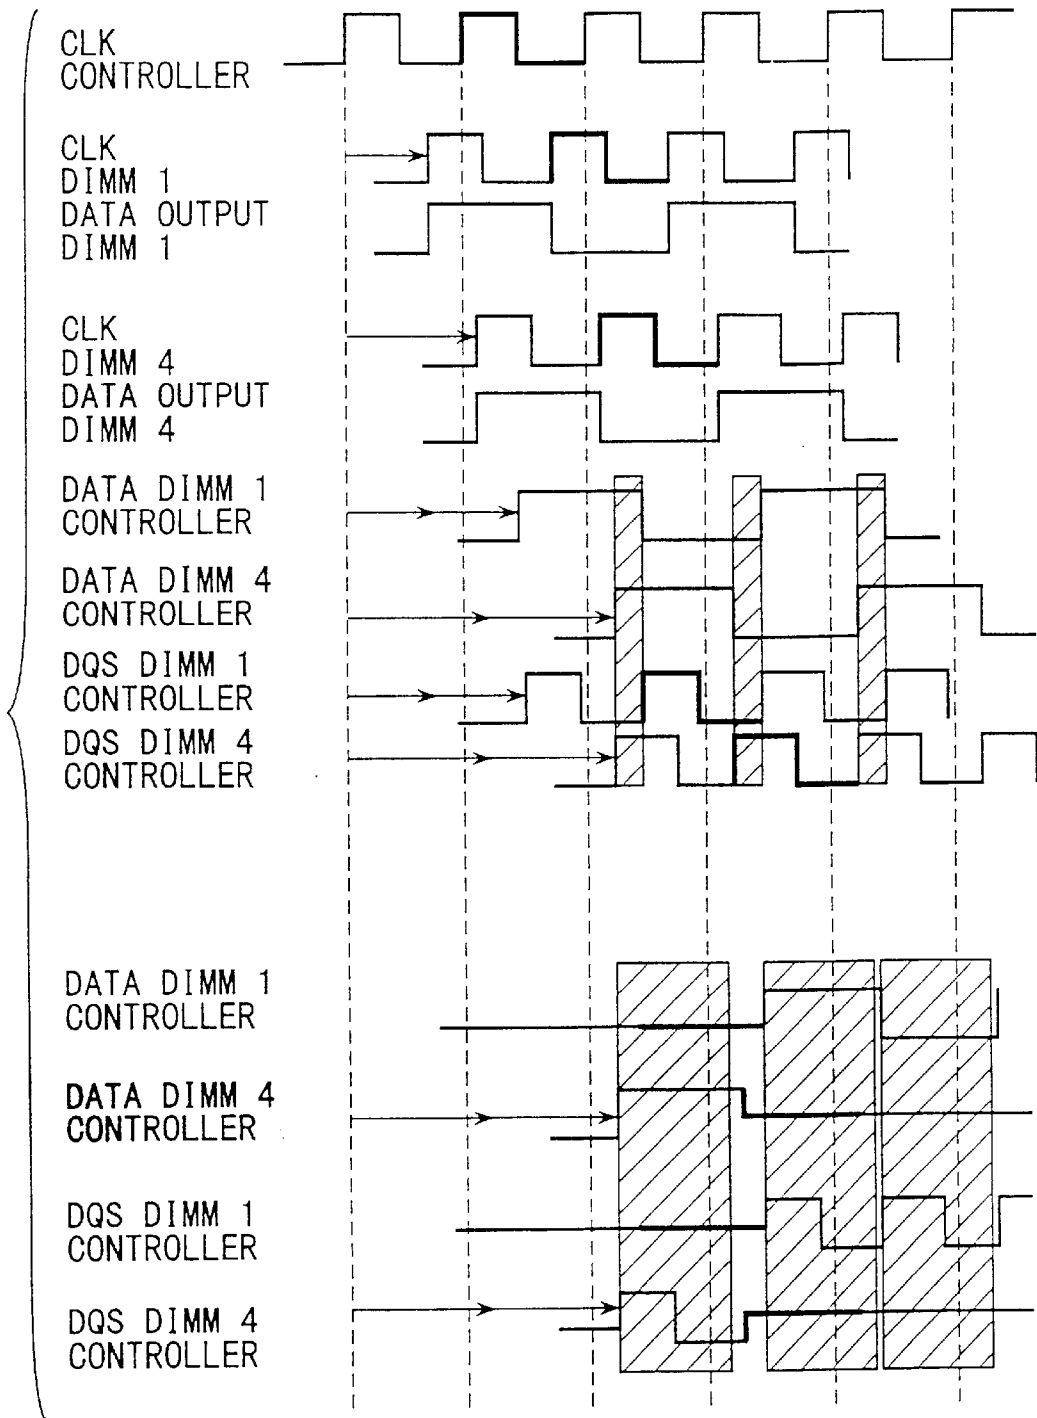 CLK
CONTROLLER
CLK
DIMM 1
DATA OUTPUT
DIMM 1
CLK
DIMM 4
DATA OUTPUT
DIMM 4
DATA DIMM 1
CONTROLLER
DATA DIMM 4
CONTROLLER
DQS DIMM 1
CONTROLLER
DQS DIMM 4
CONTROLLER
DATA DIMM 1
CONTROLLER
DATA DIMM 4
CONTROLLER
DQS DIMM 1
CONTROLLER
DQS DIMM 4
CONTROLLER